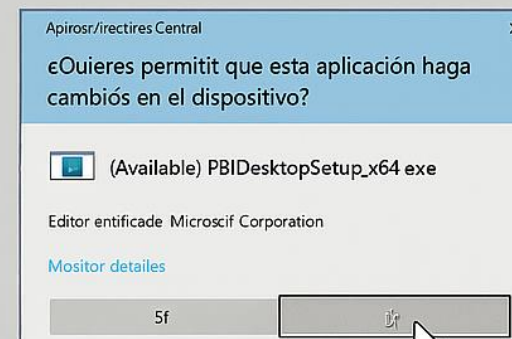 Apirosr/irectires Central
єOuieres permitit que esta aplicación haga
cambiós en el dispositivo?
(Available) PBIDesktopSetup_x64 exe
Editor entificade Microscif Corporation
Mositor detailes
5f